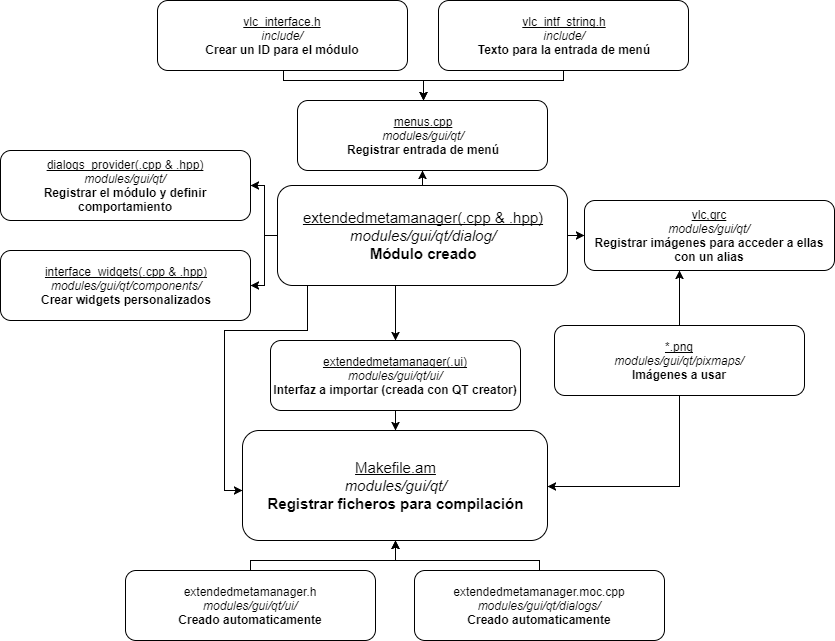 vlc_interface.h
include/
Crear un ID para el módulo
vlc_intf_string.h
include/
Texto para la entrada de menú
menus.cpp
modules/gui/qt/
Registrar entrada de menú
dialogs_provider(.cpp & .hpp)
modules/gui/qt/
Registrar el módulo y definir
comportamiento
extendedmetamanager(.cpp & .hpp)
modules/gui/qt/dialog/
Módulo creado
vlc.qrc
modules/gui/qt/
Registrar imágenes para acceder a ellas
con un alias
interface_widgets(.cpp & .hpp)
modules/gui/qt/components/
Crear widgets personalizados
extendedmetamanager(.ui)
modules/gui/qt/ui/
Interfaz a importar (creada con QT creator)
*.png
modules/gui/qt/pixmaps/
Imágenes a usar
Makefile.am
modules/gui/qt/
Registrar ficheros para compilación
extendedmetamanager.h
modules/gui/qt/ui/
Creado automaticamente
extendedmetamanager.moc.cpp
modules/gui/qt/dialogs/
Creado automaticamente